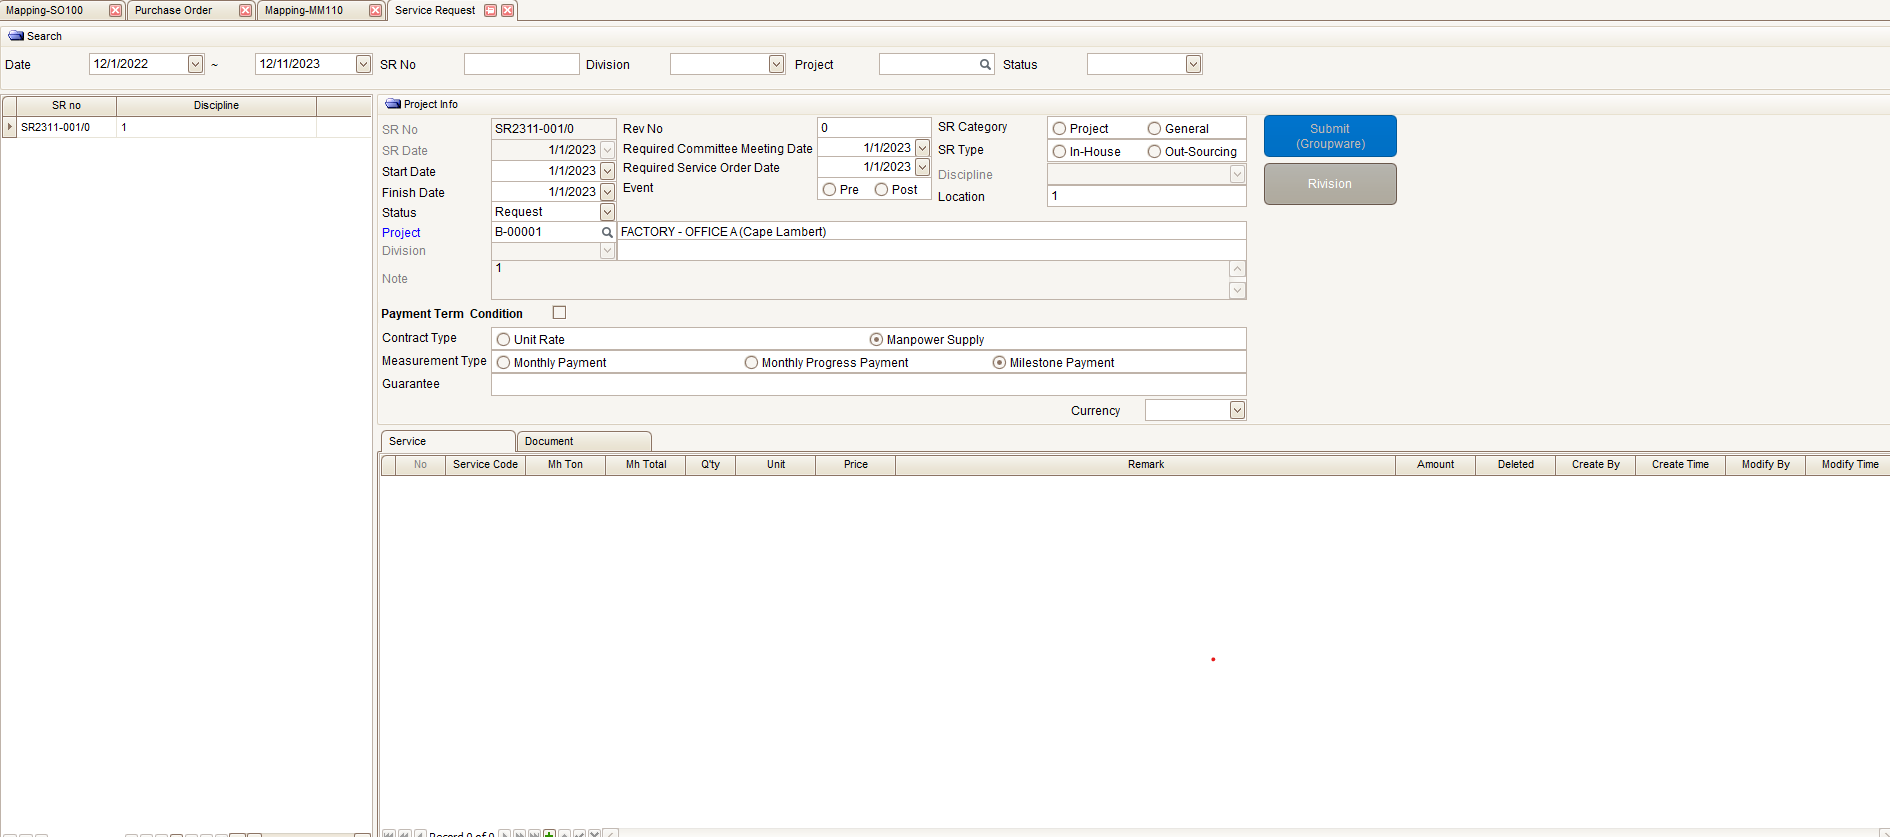 Mapping-SO100 Purchase Order Mapping-MM110 Service Request
Search
Date 12/1/2022 ~ 12/11/2023 SR No Division Project Status
SR no Discipline
SR2311-001/0 1
Project Info
SR No SR2311-001/0 Rev No 0 SR Category Project General
SR Date 1/1/2023 Required Committee Meeting Date 1/1/2023 SR Type In-House Out-Sourcing
Start Date 1/1/2023 Required Service Order Date 1/1/2023 Discipline
Finish Date 1/1/2023 Event Pre Post Location 1
Submit
(Groupware)
Rivision
Status Request
Project B-00001 FACTORY - OFFICE A (Cape Lambert)
Division
Note 1
Payment Term Condition
Contract Type Unit Rate Manpower Supply
Measurement Type Monthly Payment Monthly Progress Payment Milestone Payment
Guarantee
Currency
Service Document
No Service Code Mh Ton Mh Total Q'ty Unit Price Remark Amount Deleted Create By Create Time Modify By Modify Time
Record 0 of 0